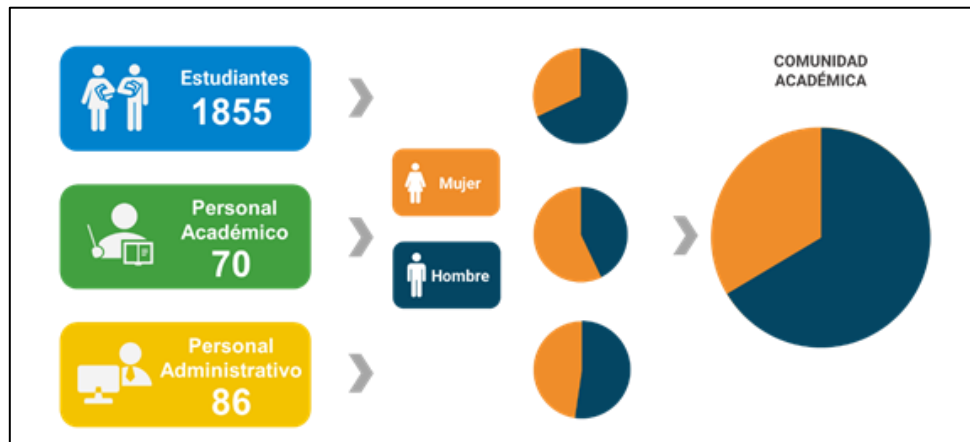 Estudiantes
1855
Personal
Académico
70
Personal
Administrativo
86
Mujer
Hombre
COMUNIDAD
ACADÉMICA